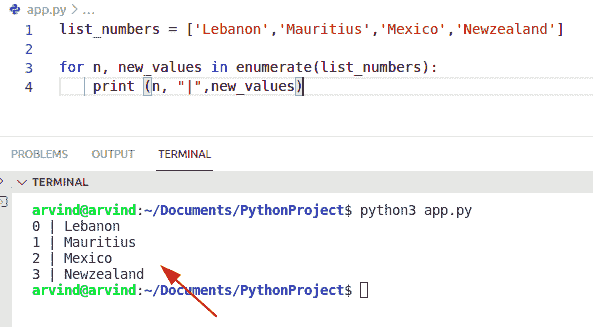 app.py > ...
1 list_numbers = ['Lebanon','Mauritius','Mexico','Newzealand']
2
3 for n, new_values in enumerate(list_numbers):
4 print (n, "|",new_values)
PROBLEMS OUTPUT TERMINAL
TERMINAL
arvind@arvind:~/Documents/PythonProject$ python3 app.py
0 | Lebanon
1 | Mauritius
2 | Mexico
3 | Newzealand
arvind@arvind:~/Documents/PythonProject$